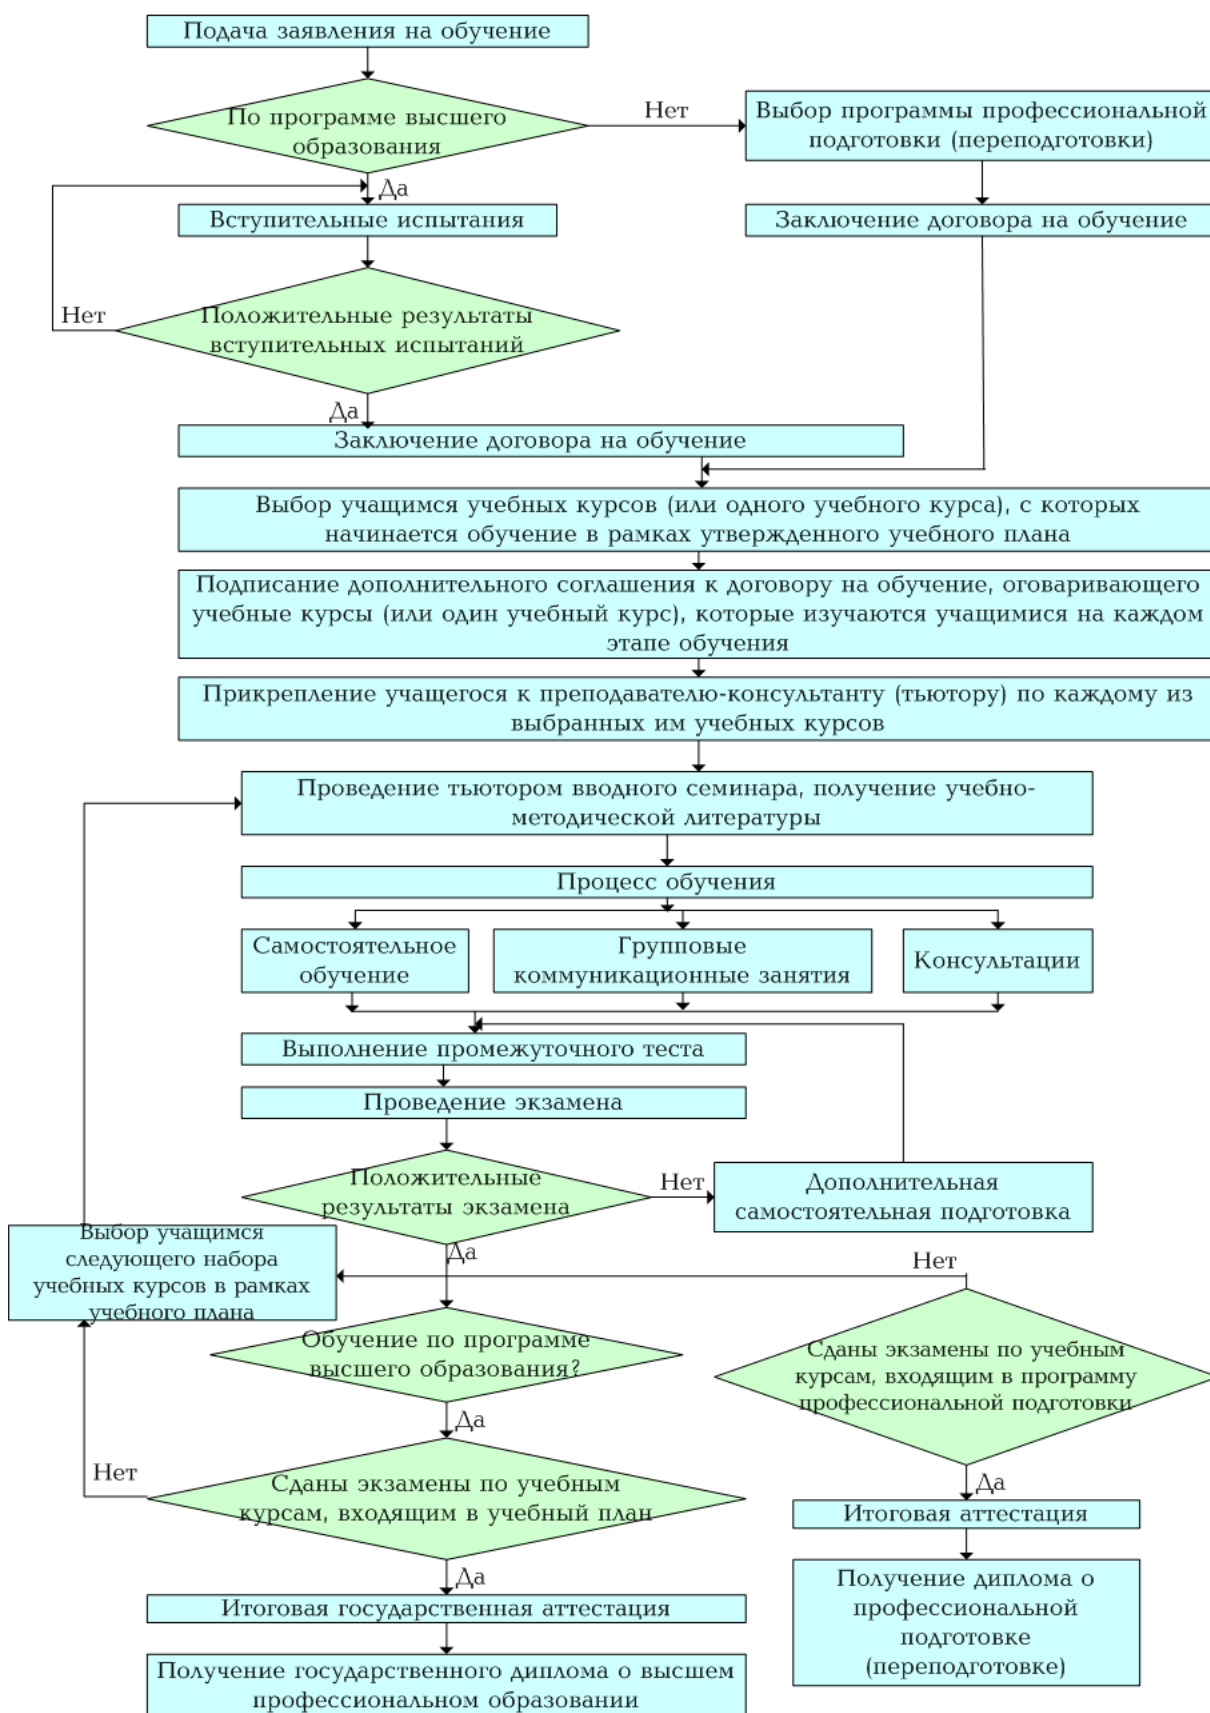 Подача заявления на обучение
По программе высшего
образования
Нет
Выбор программы профессиональной
подготовки (переподготовки)
Да
Вступительные испытания
Заключение договора на обучение
Нет
Положительные результаты
вступительных испытаний
Да
Заключение договора на обучение
Выбор учащимся учебных курсов (или одного учебного курса), с которых
начинается обучение в рамках утвержденного учебного плана
Подписание дополнительного соглашения к договору на обучение, оговаривающего
учебные курсы (или один учебный курс), которые изучаются учащимися на каждом
этапе обучения
Прикрепление учащегося к преподавателю-консультанту (тьютору) по каждому из
выбранных им учебных курсов
Проведение тьютором вводного семинара, получение учебно-
методической литературы
Процесс обучения
Самостоятельное
обучение
Групповые
коммуникационные занятия
Консультации
Выполнение промежуточного теста
Проведение экзамена
Положительные
результаты экзамена
Нет
Дополнительная
самостоятельная подготовка
Выбор учащимся
следующего набора
учебных курсов в рамках
учебного плана
Да
Нет
Обучение по программе
высшего образования?
Сданы экзамены по учебным
курсам, входящим в программу
профессиональной подготовки
Да
Нет
Сданы экзамены по учебным
курсам, входящим в учебный план
Да
Итоговая аттестация
Да
Итоговая государственная аттестация
Получение диплома о
профессиональной
подготовке
(переподготовке)
Получение государственного диплома о высшем
профессиональном образовании